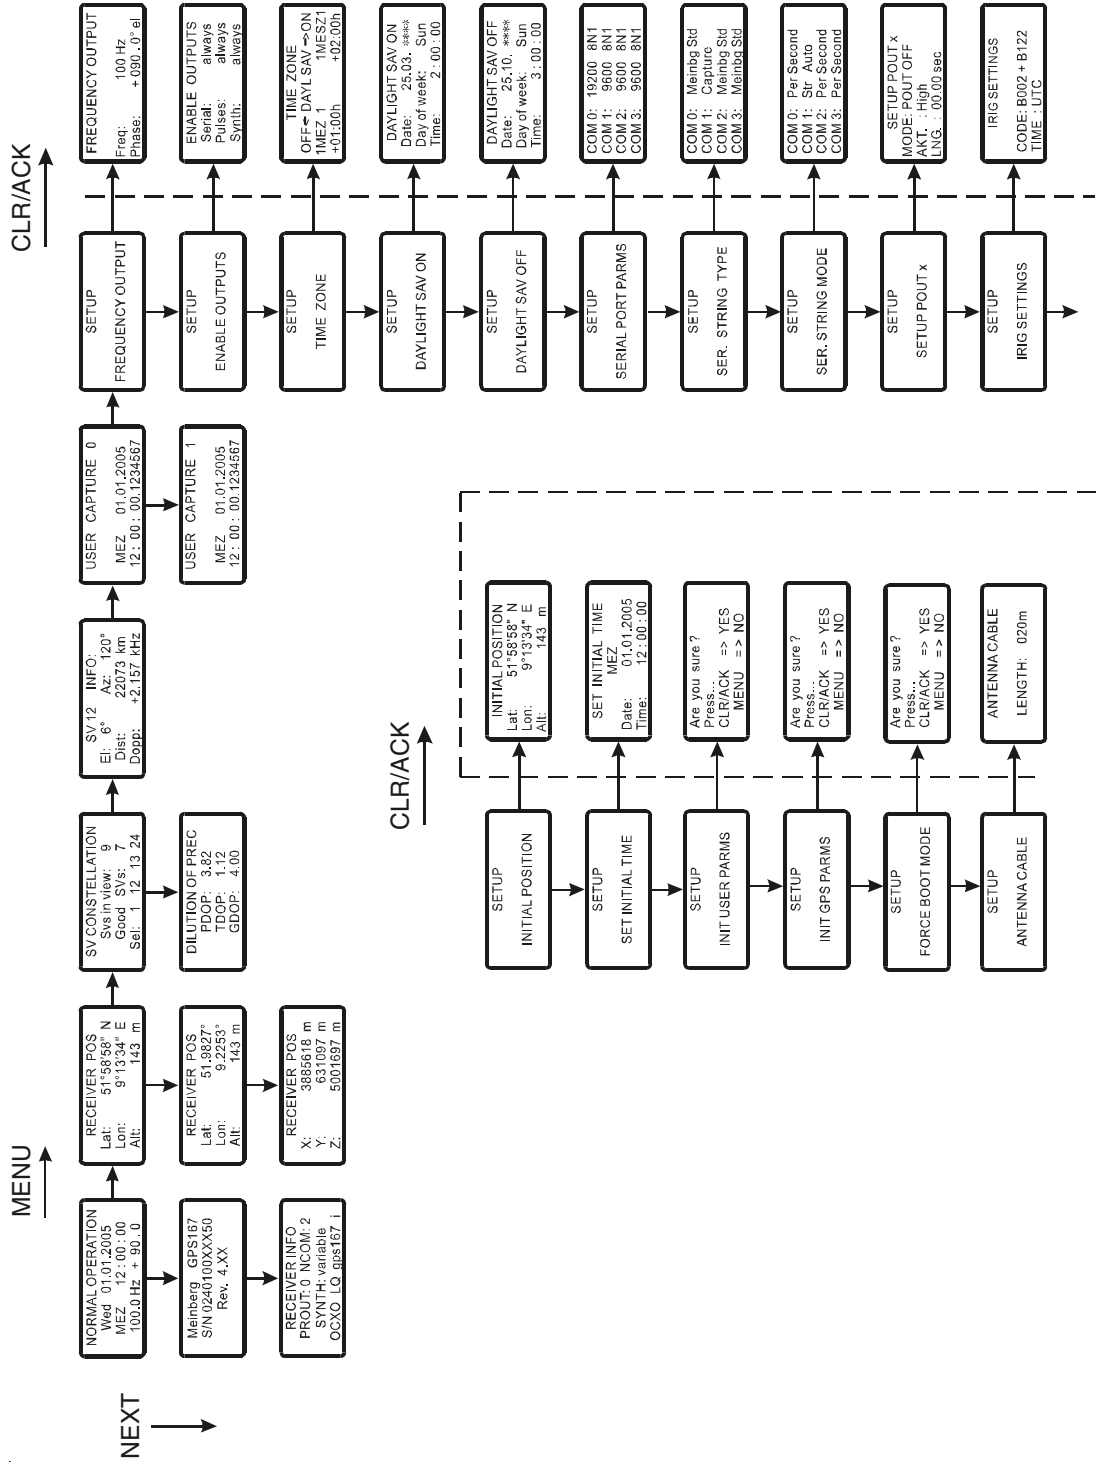 MENU
CLR/ACK
NEXT
NORMAL OPERATION
Wed 01.01.2005
MEZ 12:00:00
100.0 Hz + 90.0
Meinberg GPS167
S/N 0240100XXX50
Rev. 4.XX
RECEIVER INFO
PROUT: 0 NCOM: 2
SYNTH: variable
OCXO LQ gps167 i
RECEIVER POS
Lat: 51°58'58" N
Lon: 9°13'34" E
Alt: 143 m
RECEIVER POS
Lat: 51.9827°
Lon: 9.2253°
Alt: 143 m
RECEIVER POS
X: 3885618 m
Y: 631097 m
Z: 5001697 m
SV CONSTELLATION
Svs in view: 9
Good SVs: 7
Sel: 1 12 13 24
DILUTION OF PREC
PDOP: 3.82
TDOP: 1.12
GDOP: 4.00
SV 12 INFO:
El: 6° Az: 120°
Dist: 22073 km
Dopp: +2.157 kHz
USER CAPTURE 0
MEZ 01.01.2005
12: 00: 00.1234567
USER CAPTURE 1
MEZ 01.01.2005
12: 00: 00.1234567
SETUP
FREQUENCY OUTPUT
FREQUENCY OUTPUT
Freq: 100 Hz
Phase: +090 .0° el
SETUP
ENABLE OUTPUTS
ENABLE OUTPUTS
Serial: always
Pulses: always
Synth: always
SETUP
TIME ZONE
TIME ZONE
OFF<= DAYL SAV =>ON
1MEZ 1 1MESZ1
+01:00h +02:00h
SETUP
DAYLIGHT SAV ON
DAYLIGHT SAV ON
Date: 25.03. ****
Day of week: Sun
Time: 2 : 00 : 00
SETUP
DAYLIGHT SAV OFF
DAYLIGHT SAV OFF
Date: 25.10. ****
Day of week: Sun
Time: 3 : 00 : 00
SETUP
SERIAL PORT PARMS
COM 0: 19200 8N1
COM 1: 9600 8N1
COM 2: 9600 8N1
COM 3: 9600 8N1
SETUP
SER. STRING TYPE
COM 0: Meinbg Std
COM 1: Capture
COM 2: Meinbg Std
COM 3: Meinbg Std
SETUP
SER. STRING MODE
COM 0: Per Second
COM 1: Str Auto
COM 2: Per Second
COM 3: Per Second
SETUP
SETUP POUT x
SETUP POUT x
MODE: POUT OFF
AKT. : High
LNG. : 00.00 sec
SETUP
IRIG SETTINGS
IRIG SETTINGS
CODE: B002 + B122
TIME : UTC
CLR/ACK
SETUP
INITIAL POSITION
INITIAL POSITION
Lat: 51°58'58" N
Lon: 9°13'34" E
Alt: 143 m
SETUP
SET INITIAL TIME
SET INITIAL TIME
MEZ
Date: 01.01.2005
Time: 12:00:00
SETUP
INIT USER PARMS
Are you sure ?
Press...
CLR/ACK => YES
MENU => NO
SETUP
INIT GPS PARMS
Are you sure ?
Press...
CLR/ACK => YES
MENU => NO
SETUP
FORCE BOOT MODE
Are you sure ?
Press...
CLR/ACK => YES
MENU => NO
SETUP
ANTENNA CABLE
ANTENNA CABLE
LENGTH: 020m